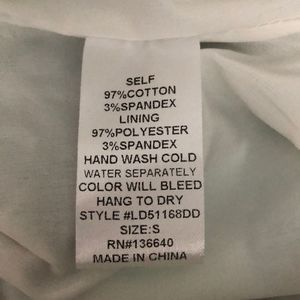 SELF
97%COTTON
3%SPANDEX
LINING
97%POLYESTER
3%SPANDEX
HAND WASH COLD
WATER SEPARATELY
COLOR WILL BLEED
HANG TO DRY
STYLE #LD51168DD
SIZE:S
RN#136640
MADE IN CHINA